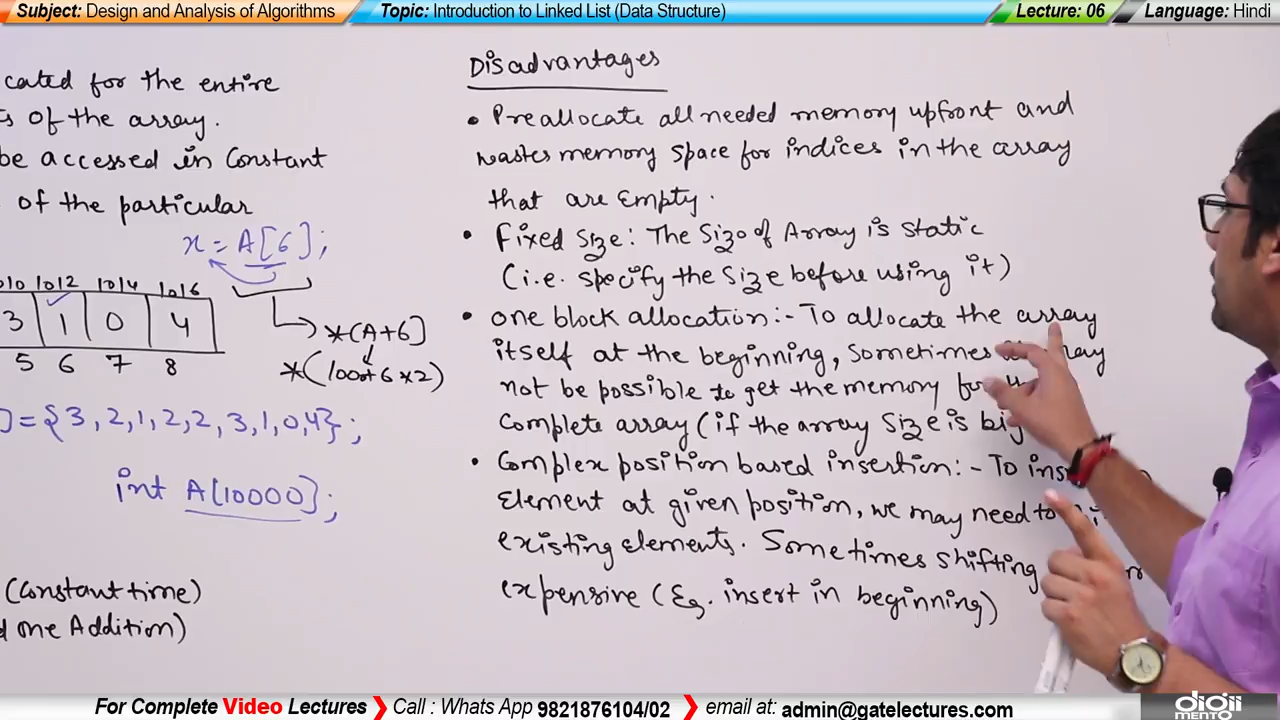 Subject: Design and Analysis of Algorithms
Topic: Introduction to Linked List (Data Structure)
Lecture: 06
Language: Hindi
cated for the entire
s of the array.
be accessed in Constant
of the particular
x = A[6];
1010 1012 1014 1016
3 1 0 4
5 6 7 8
*(A+6]
*(1000+6*2)
] = {3, 2, 1, 2, 2, 3, 1, 0, 4};
int A[10000];
(Constant time)
d one Addition)
Disadvantages
• Preallocate all needed memory upfront and
wastes memory space for indices in the array
that are Empty.
• Fixed Size: The Size of Array is static
(i.e. specify the Size before using it)
• one block allocation:- To allocate the array
itself at the beginning, Sometimes may
not be possible to get the memory for
Complete array (if the array Size is big
• Complex position based insertion:- To ins
Element at given position, we may need to
existing elements. Sometimes shifting
expensive (Eg. insert in beginning)
For Complete Video Lectures
Call : Whats App 9821876104/02
email at: admin@gatelectures.com
digii
MENTO